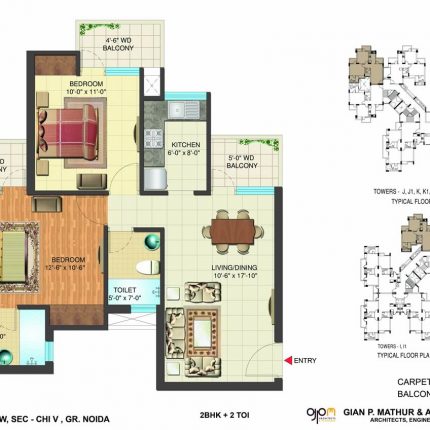 4'-6" WD
BALCONY
BEDROOM
10'-0" x 11'-0"
KITCHEN
6'-0" x 8'-0"
5'-0" WD
BALCONY
NY
BEDROOM
12'-6" x 10'-6"
LIVING/DINING
10'-6" x 17'-10"
TOILET
5'-0" x 7'-0"
ENTRY
TOWERS - J, J1, K, K1,
TYPICAL FLOOR
TOWERS - I, I1
TYPICAL FLOOR PLA
CARPET
BALCON
W, SEC - CHI V , GR. NOIDA
2BHK + 2 TOI
GIAN P. MATHUR & A
ARCHITECTS, ENGINEE